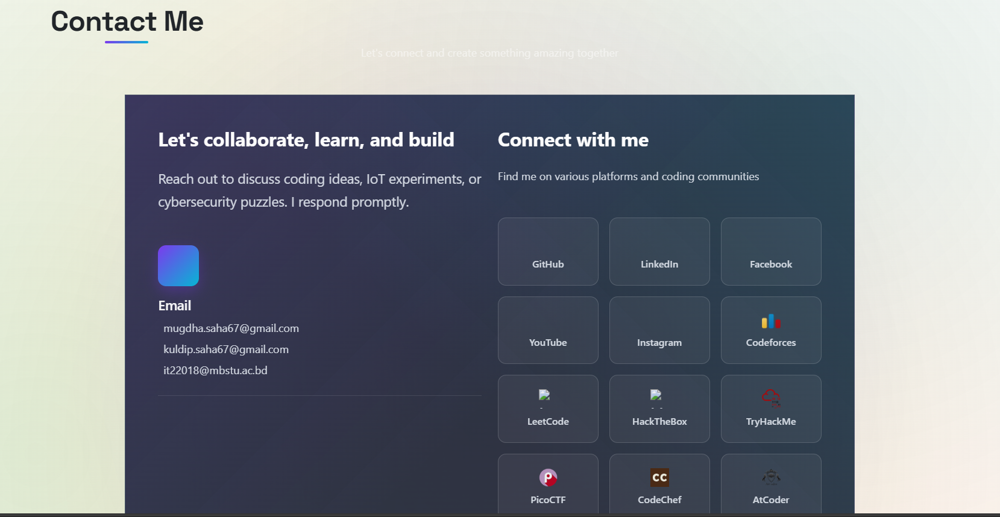 Contact Me
Let's connect and create something amazing together
Let's collaborate, learn, and build
Reach out to discuss coding ideas, IoT experiments, or
cybersecurity puzzles. I respond promptly.
Email
mugdha.saha67@gmail.com
kuldip.saha67@gmail.com
it22018@mbstu.ac.bd
Connect with me
Find me on various platforms and coding communities
GitHub
LinkedIn
Facebook
YouTube
Instagram
Codeforces
LeetCode
HackTheBox
TryHackMe
P
PicoCTF
CC
CodeChef
AtCoder